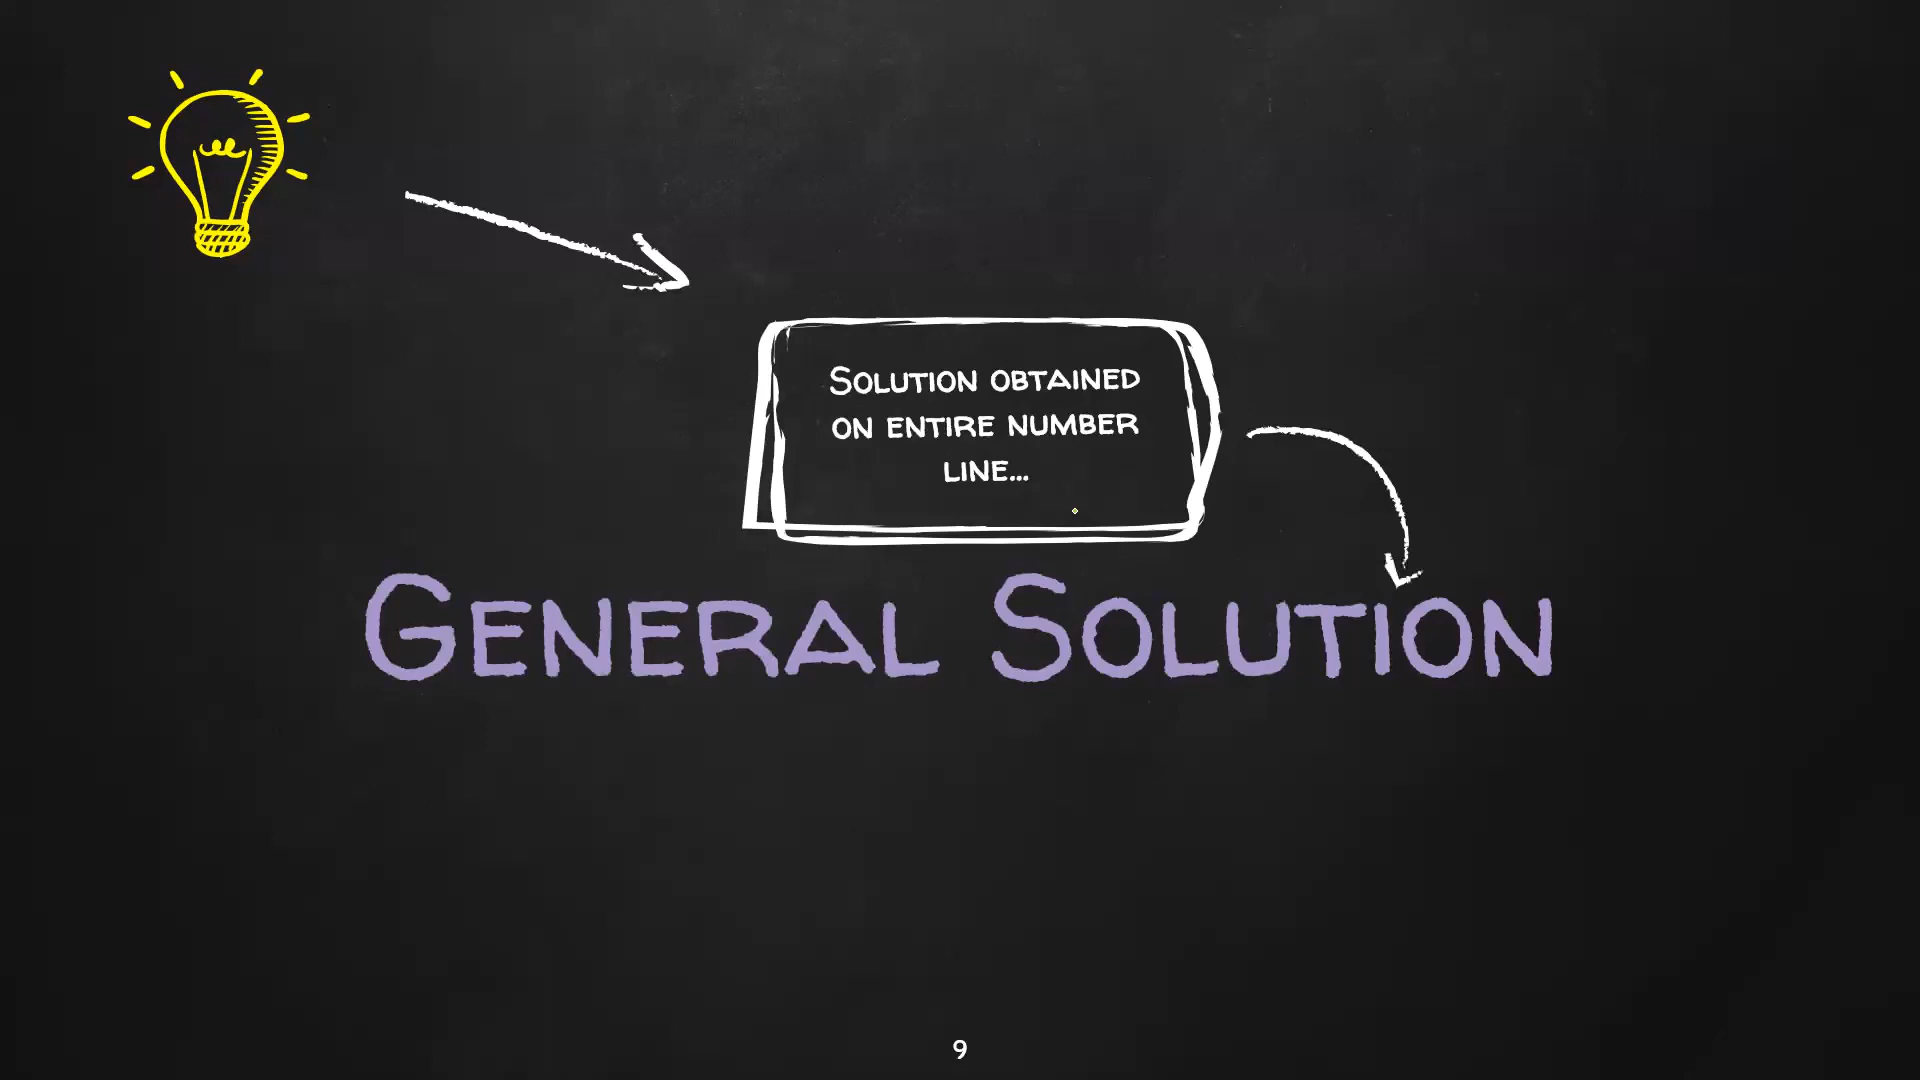 Solution obtained
on entire number
line...
General Solution
9